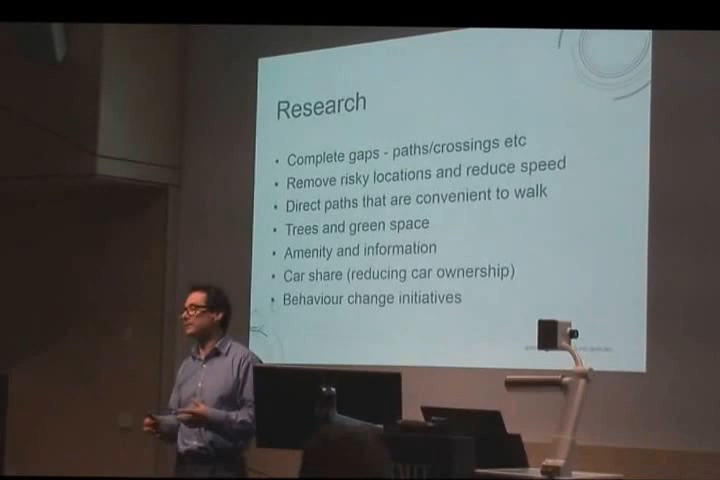 Research
• Complete gaps - paths/crossings etc
• Remove risky locations and reduce speed
• Direct paths that are convenient to walk
• Trees and green space
• Amenity and information
• Car share (reducing car ownership)
• Behaviour change initiatives